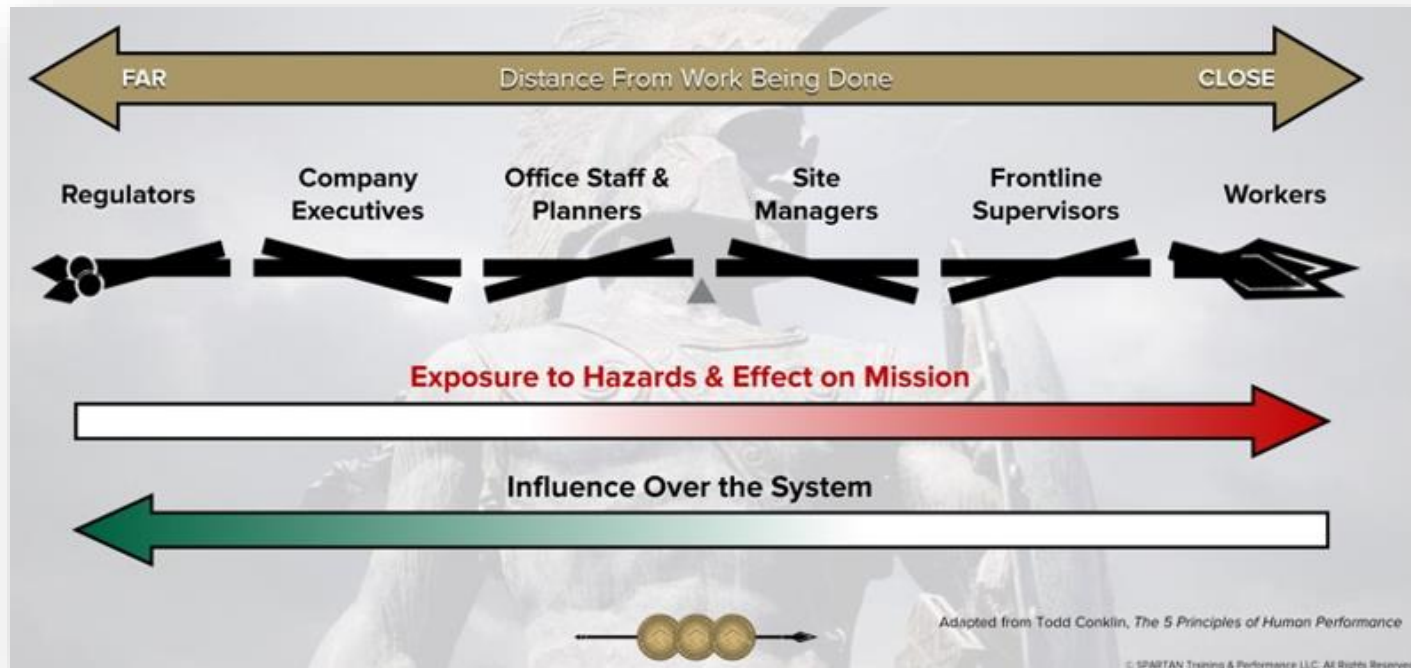 FAR
Distance From Work Being Done
CLOSE
Regulators
Company
Executives
Office Staff &
Planners
Site
Managers
Frontline
Supervisors
Workers
Exposure to Hazards & Effect on Mission
Influence Over the System
Adapted from Todd Conklin, The 5 Principles of Human Performance
© SPARTAN Training & Performance LLC. All Rights Reserved